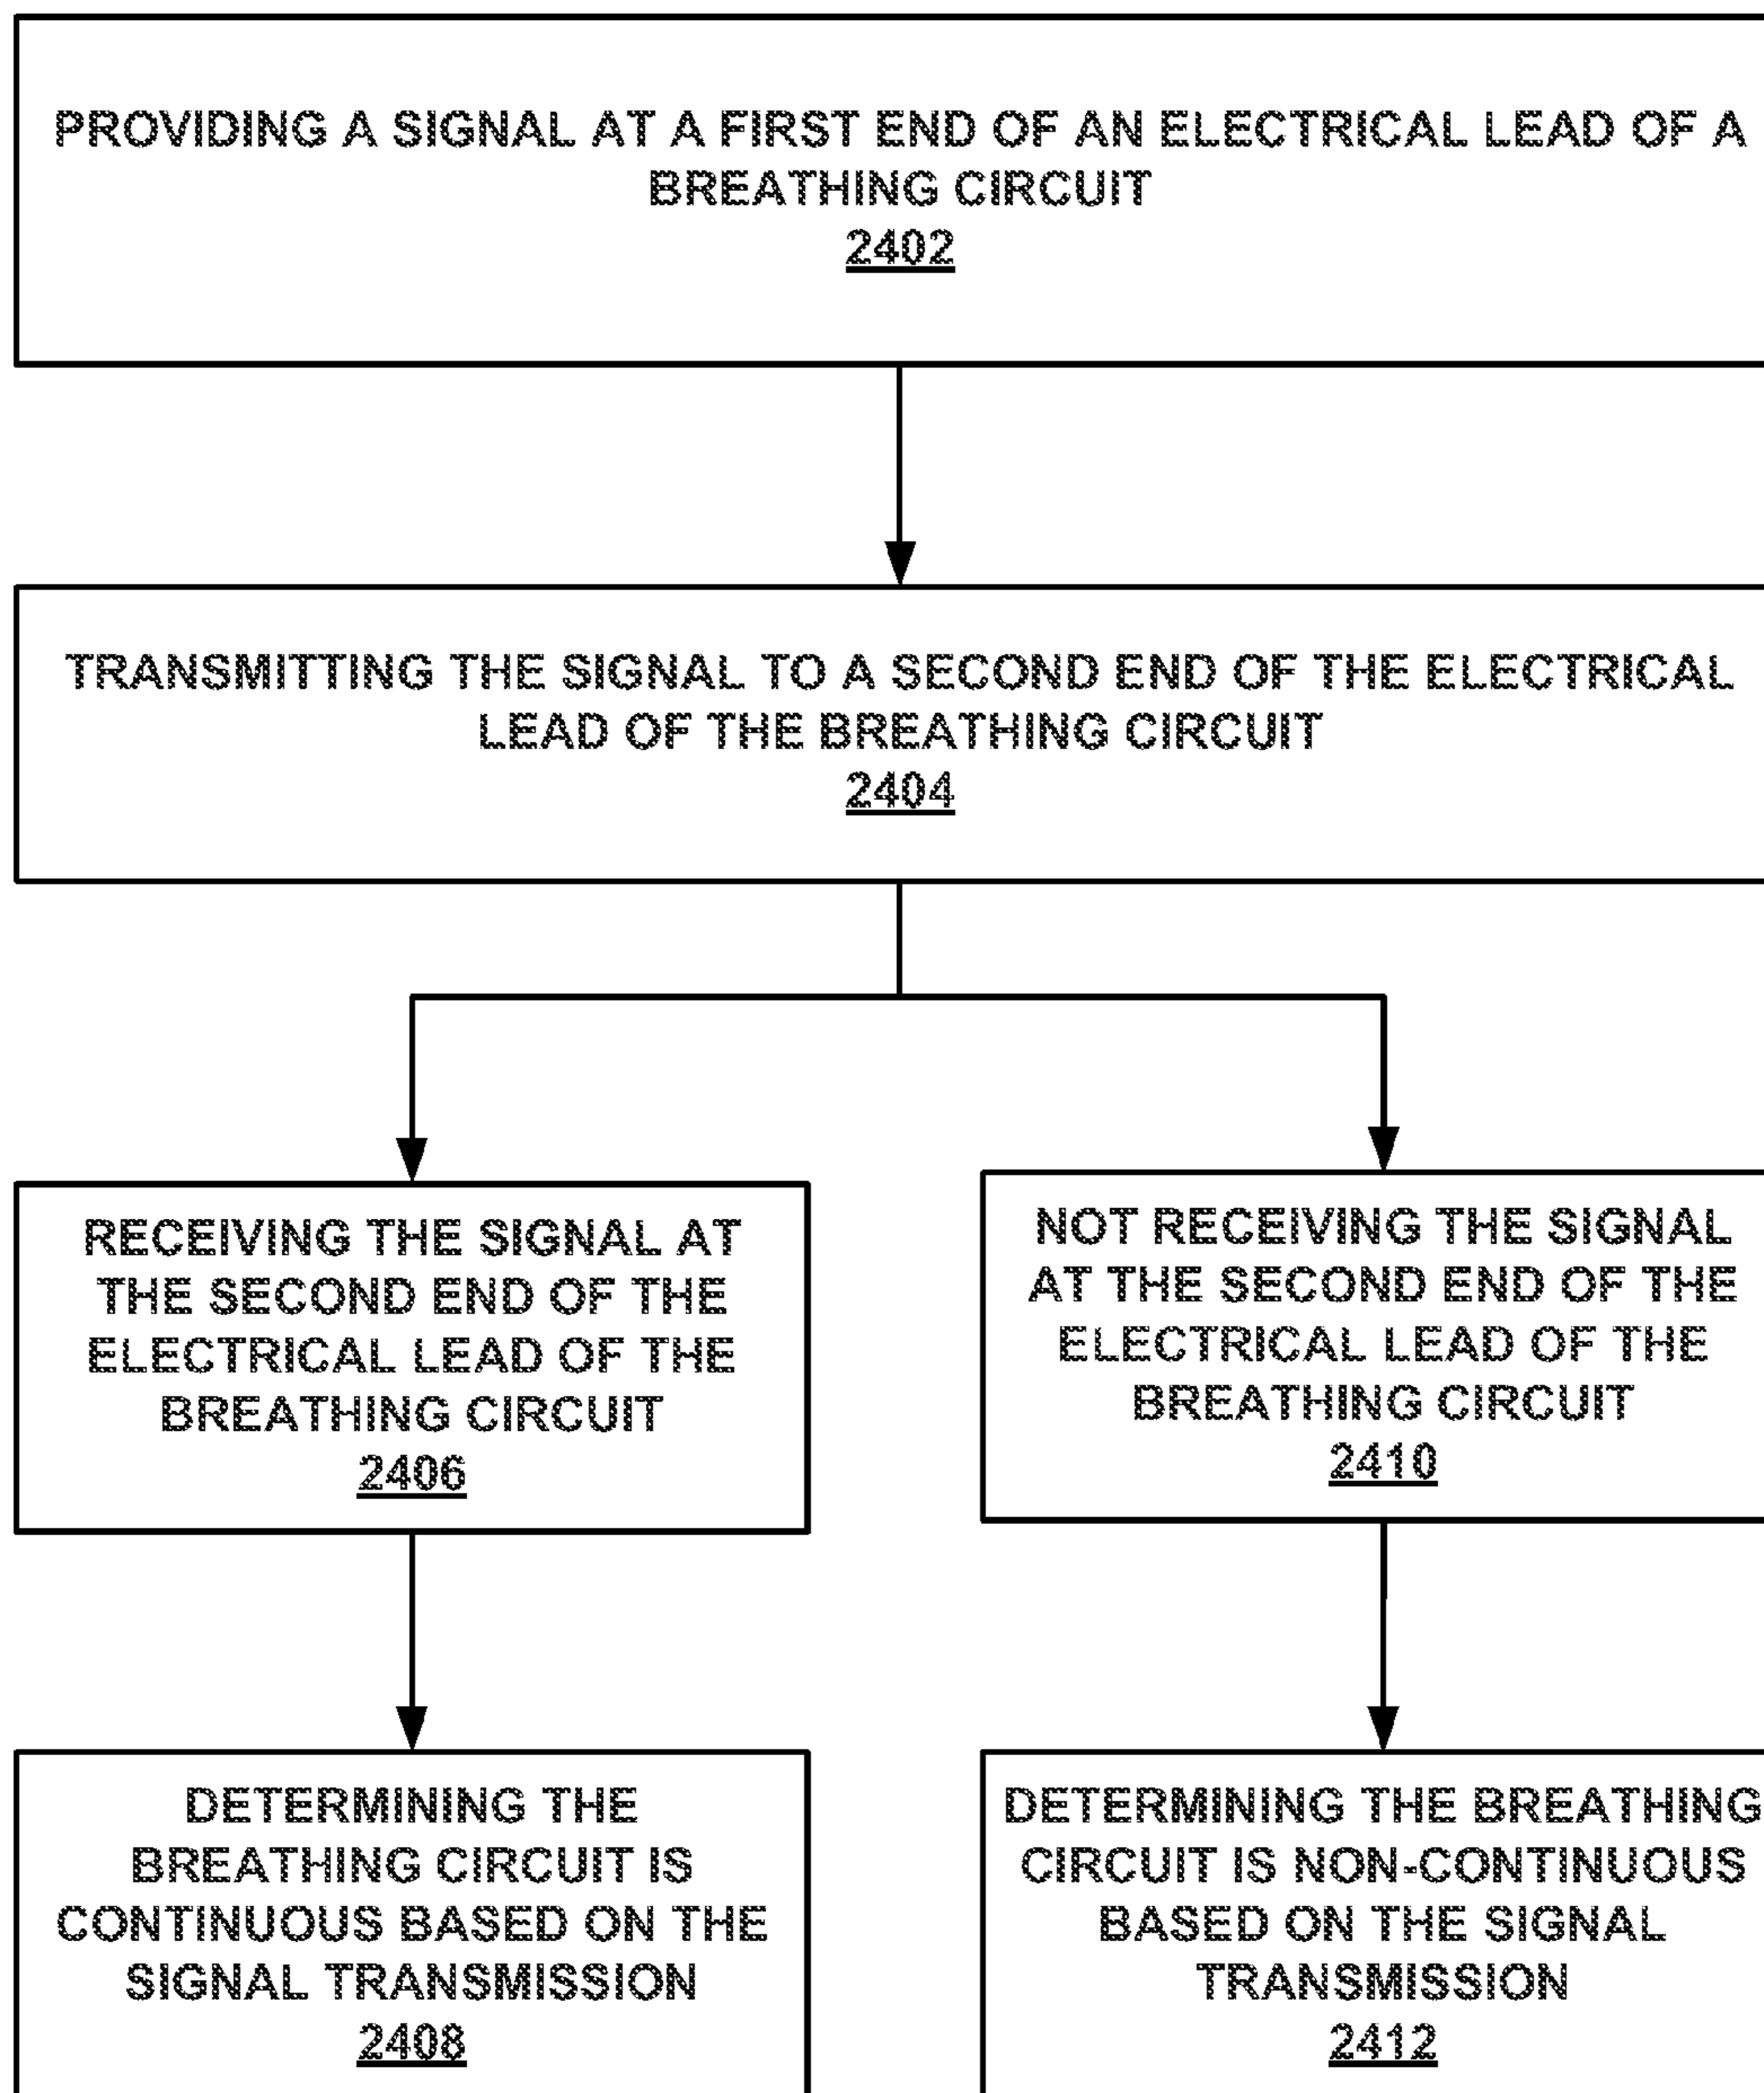 PROVIDING A SIGNAL AT A FIRST END OF AN ELECTRICAL LEAD OF A
BREATHING CIRCUIT
2402
TRANSMITTING THE SIGNAL TO A SECOND END OF THE ELECTRICAL
LEAD OF THE BREATHING CIRCUIT
2404
RECEIVING THE SIGNAL AT
THE SECOND END OF THE
ELECTRICAL LEAD OF THE
BREATHING CIRCUIT
2406
NOT RECEIVING THE SIGNAL
AT THE SECOND END OF THE
ELECTRICAL LEAD OF THE
BREATHING CIRCUIT
2410
DETERMINING THE
BREATHING CIRCUIT IS
CONTINUOUS BASED ON THE
SIGNAL TRANSMISSION
2408
DETERMINING THE BREATHING
CIRCUIT IS NON-CONTINUOUS
BASED ON THE SIGNAL
TRANSMISSION
2412